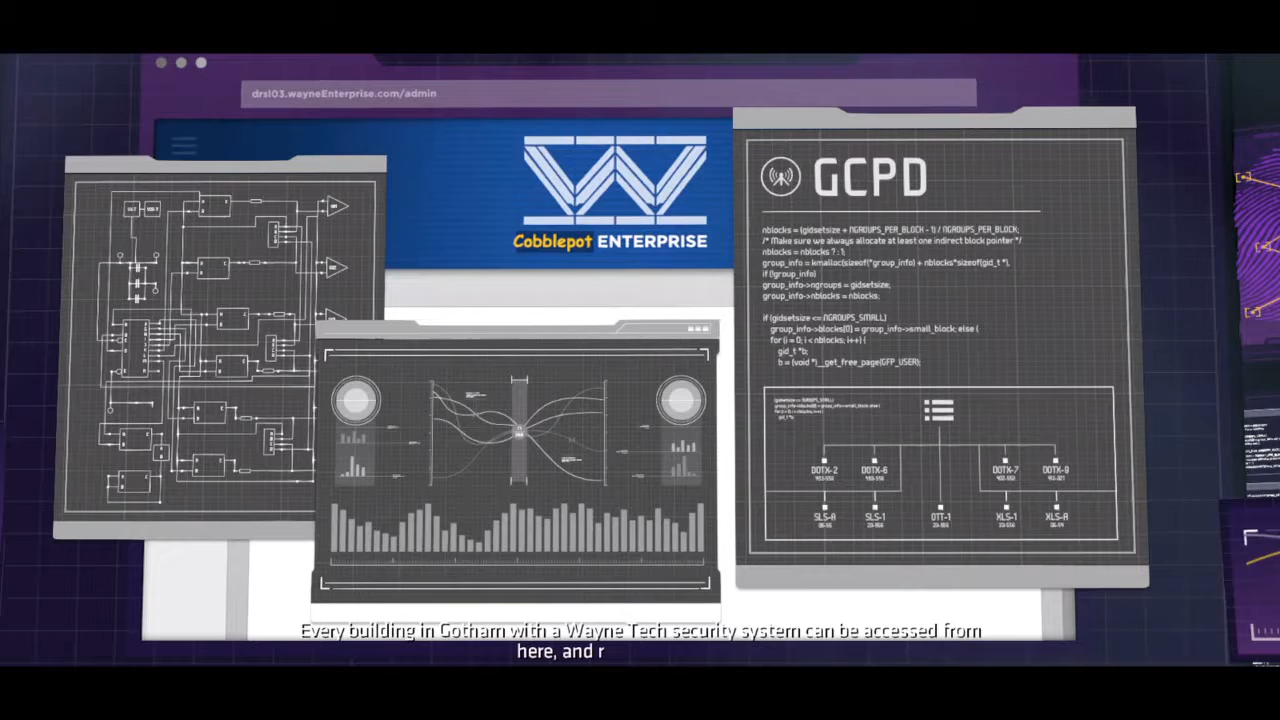 drsl03.wayneEnterprise.com/admin
Cobblepot ENTERPRISE
GCPD
nblocks = (gidsetsize + NGROUPS_PER_BLOCK - 1) / NGROUPS_PER_BLOCK;
/* Make sure we always allocate at least one indirect block pointer */
nblocks = nblocks ? : 1;
group_info = kmalloc(sizeof(*group_info) + nblocks*sizeof(gid_t *),
if (!group_info)
group_info->ngroups = gidsetsize;
group_info->nblocks = nblocks;
if (gidsetsize <= NGROUPS_SMALL)
group_info->blocks[0] = group_info->small_block; else {
for (i = 0; i < nblocks; i++) {
gid_t *b;
b = (void *)__get_free_page(GFP_USER);
DOTX-2 DOTX-6 DOTX-7 DOTX-9
SLS-A SLS-1 OTT-1 XLS-1 XLS-A
Every building in Gotham with a Wayne Tech security system can be accessed from
here, and r